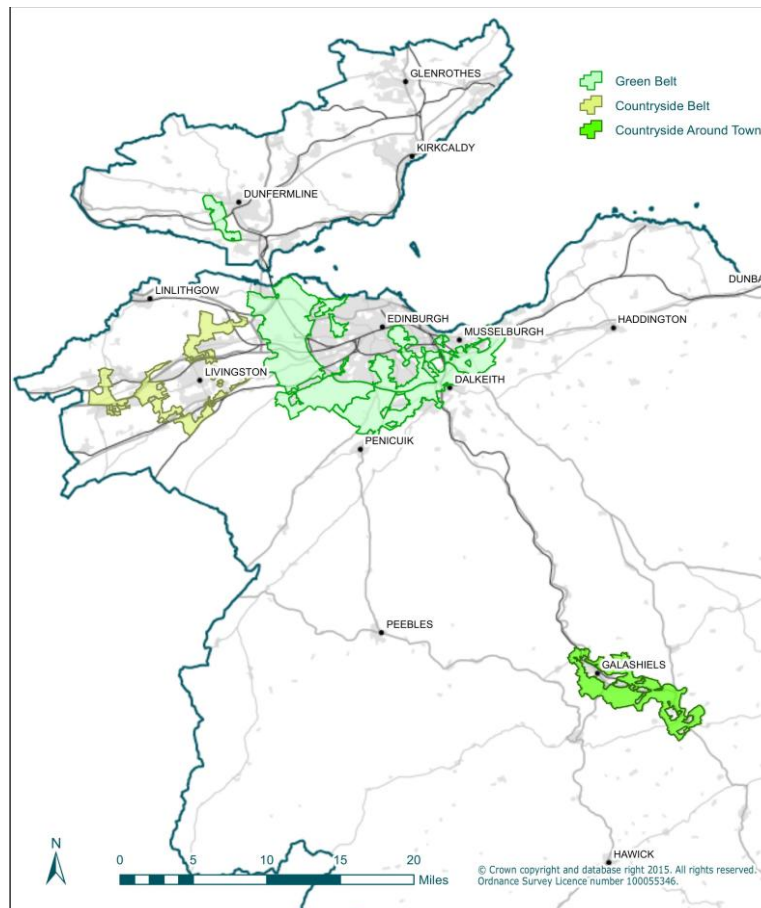 GLENROTHES
Green Belt
Countryside Belt
Countryside Around Town
KIRKCALDY
DUNFERMLINE
LINLITHGOW
DUNBA
EDINBURGH
HADDINGTON
MUSSELBURGH
LIVINGSTON
DALKEITH
PENICUIK
PEEBLES
GALASHIELS
N
0 5 10 15 20
Miles
HAWICK
© Crown copyright and database right 2015. All rights reserved.
Ordnance Survey Licence number 100055346.